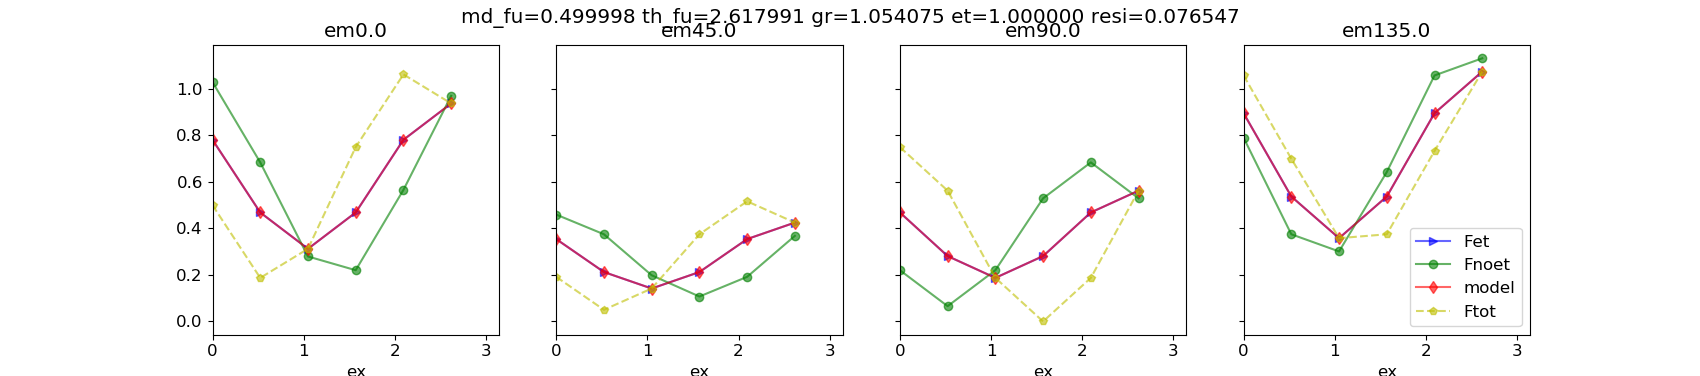 md_fu=0.499998 th_fu=2.617991 gr=1.054075 et=1.000000 resi=0.076547
em0.0 em45.0 em90.0 em135.0
1.0
0.8
0.6
0.4
0.2
0.0
Fet
Fnoet
model
Ftot
0 1 2 3 0 1 2 3 0 1 2 3 0 1 2 3
ex ex ex ex